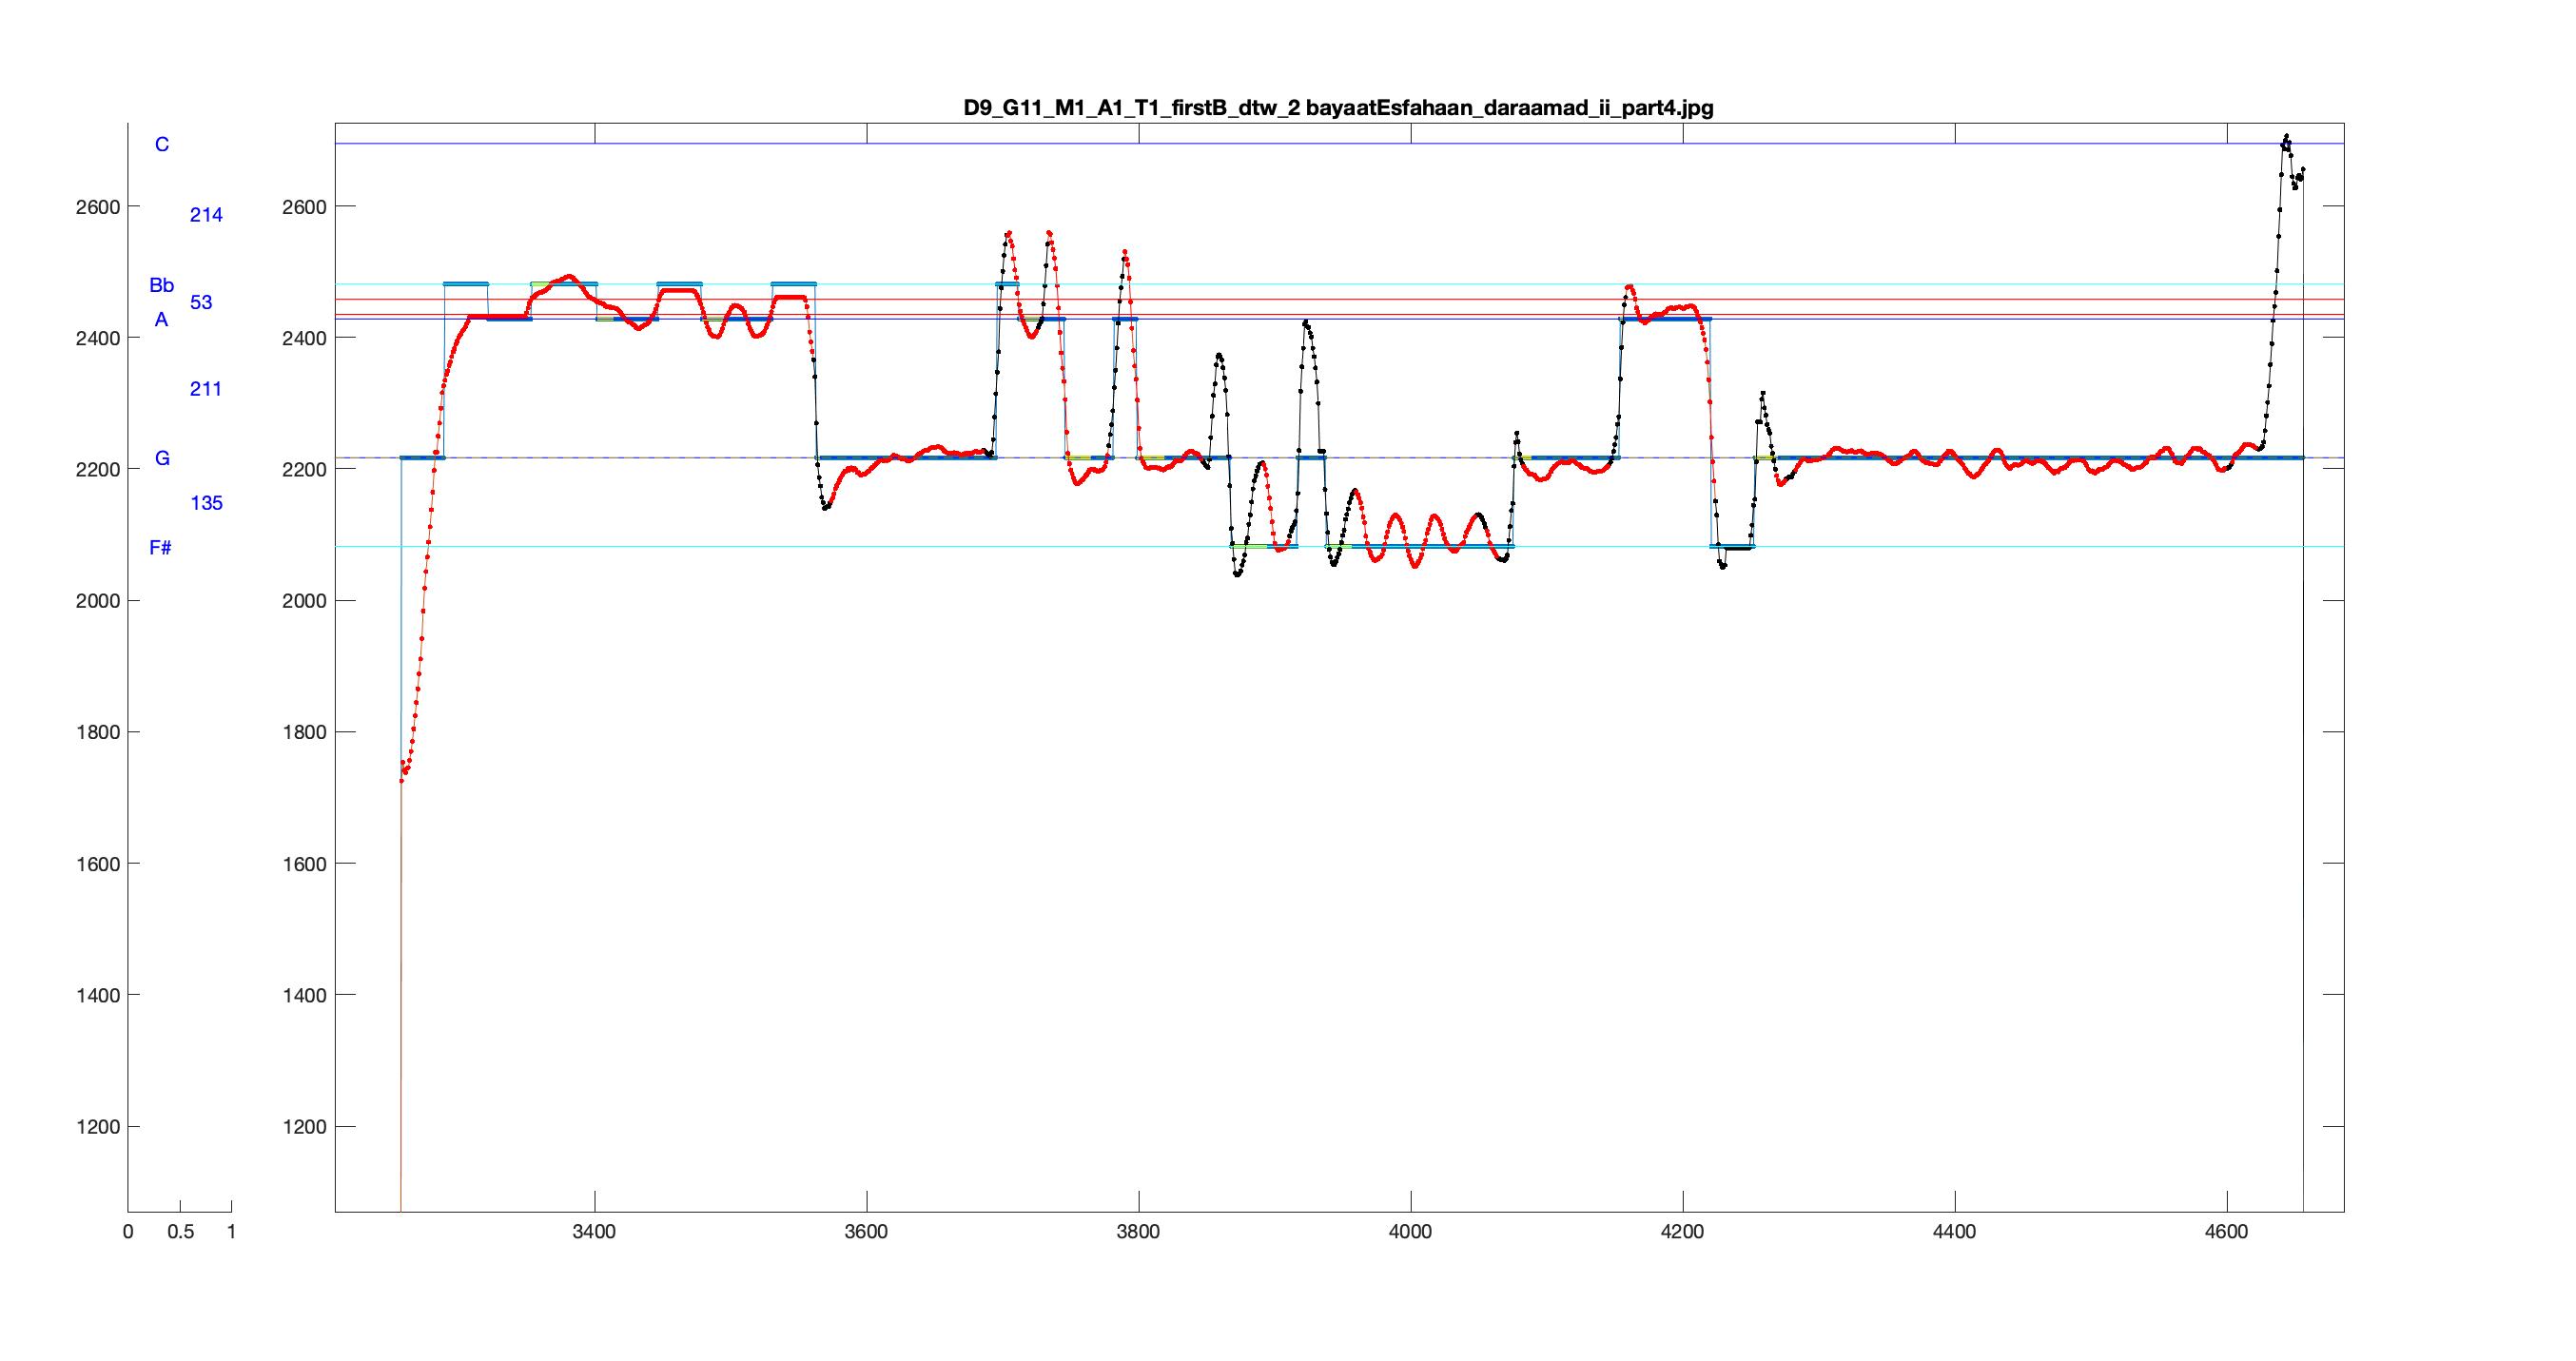 D9_G11_M1_A1_T1_firstB_dtw_2 bayaatEsfahaan_daraamad_ii_part4.jpg
C
2600 214 2600
Bb
53
A
2400 2400
211
G
2200 2200
135
F#
2000 2000
1800 1800
1600 1600
1400 1400
1200 1200
0 0.5 1 3400 3600 3800 4000 4200 4400 4600